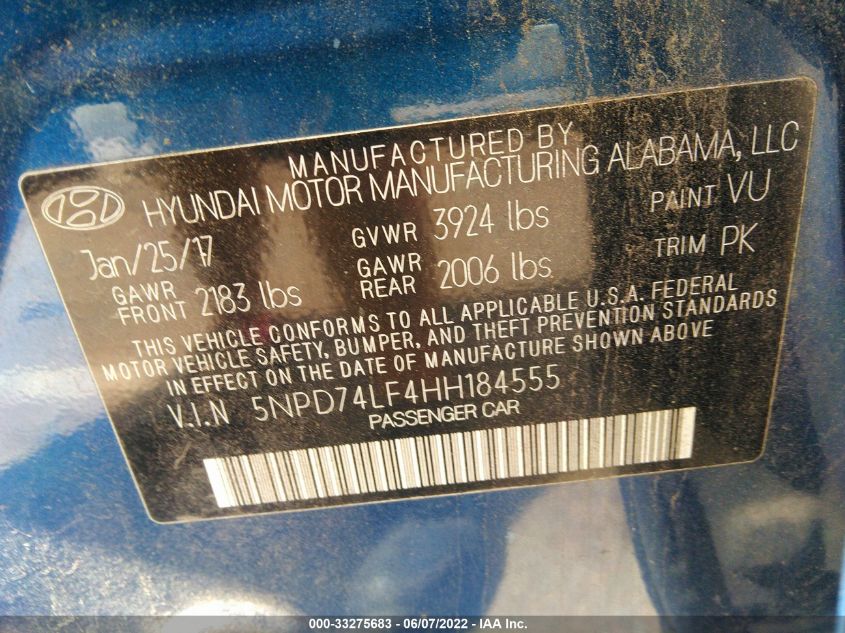 MANUFACTURED BY
HYUNDAI MOTOR MANUFACTURING ALABAMA, LLC
Jan/25/17 GVWR 3924 lbs PAINT VU
GAWR FRONT 2183 lbs GAWR REAR 2006 lbs TRIM PK
THIS VEHICLE CONFORMS TO ALL APPLICABLE U.S.A. FEDERAL
MOTOR VEHICLE SAFETY, BUMPER, AND THEFT PREVENTION STANDARDS
IN EFFECT ON THE DATE OF MANUFACTURE SHOWN ABOVE
V.I.N 5NPD74LF4HH184555
PASSENGER CAR
000-33275683 - 06/07/2022 - IAA Inc.